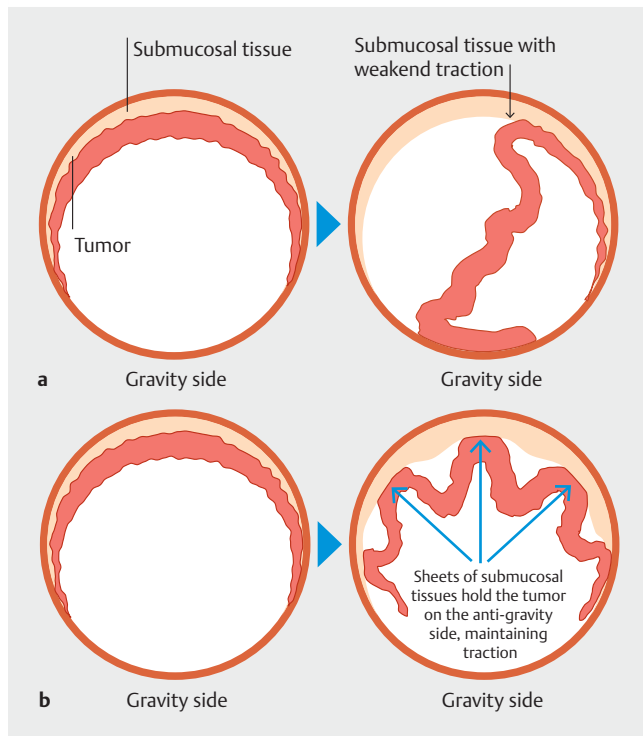 Submucosal tissue
Submucosal tissue with
weakend traction
Tumor
a
Gravity side
Gravity side
Sheets of submucosal
tissues hold the tumor
on the anti-gravity
side, maintaining
traction
b
Gravity side
Gravity side